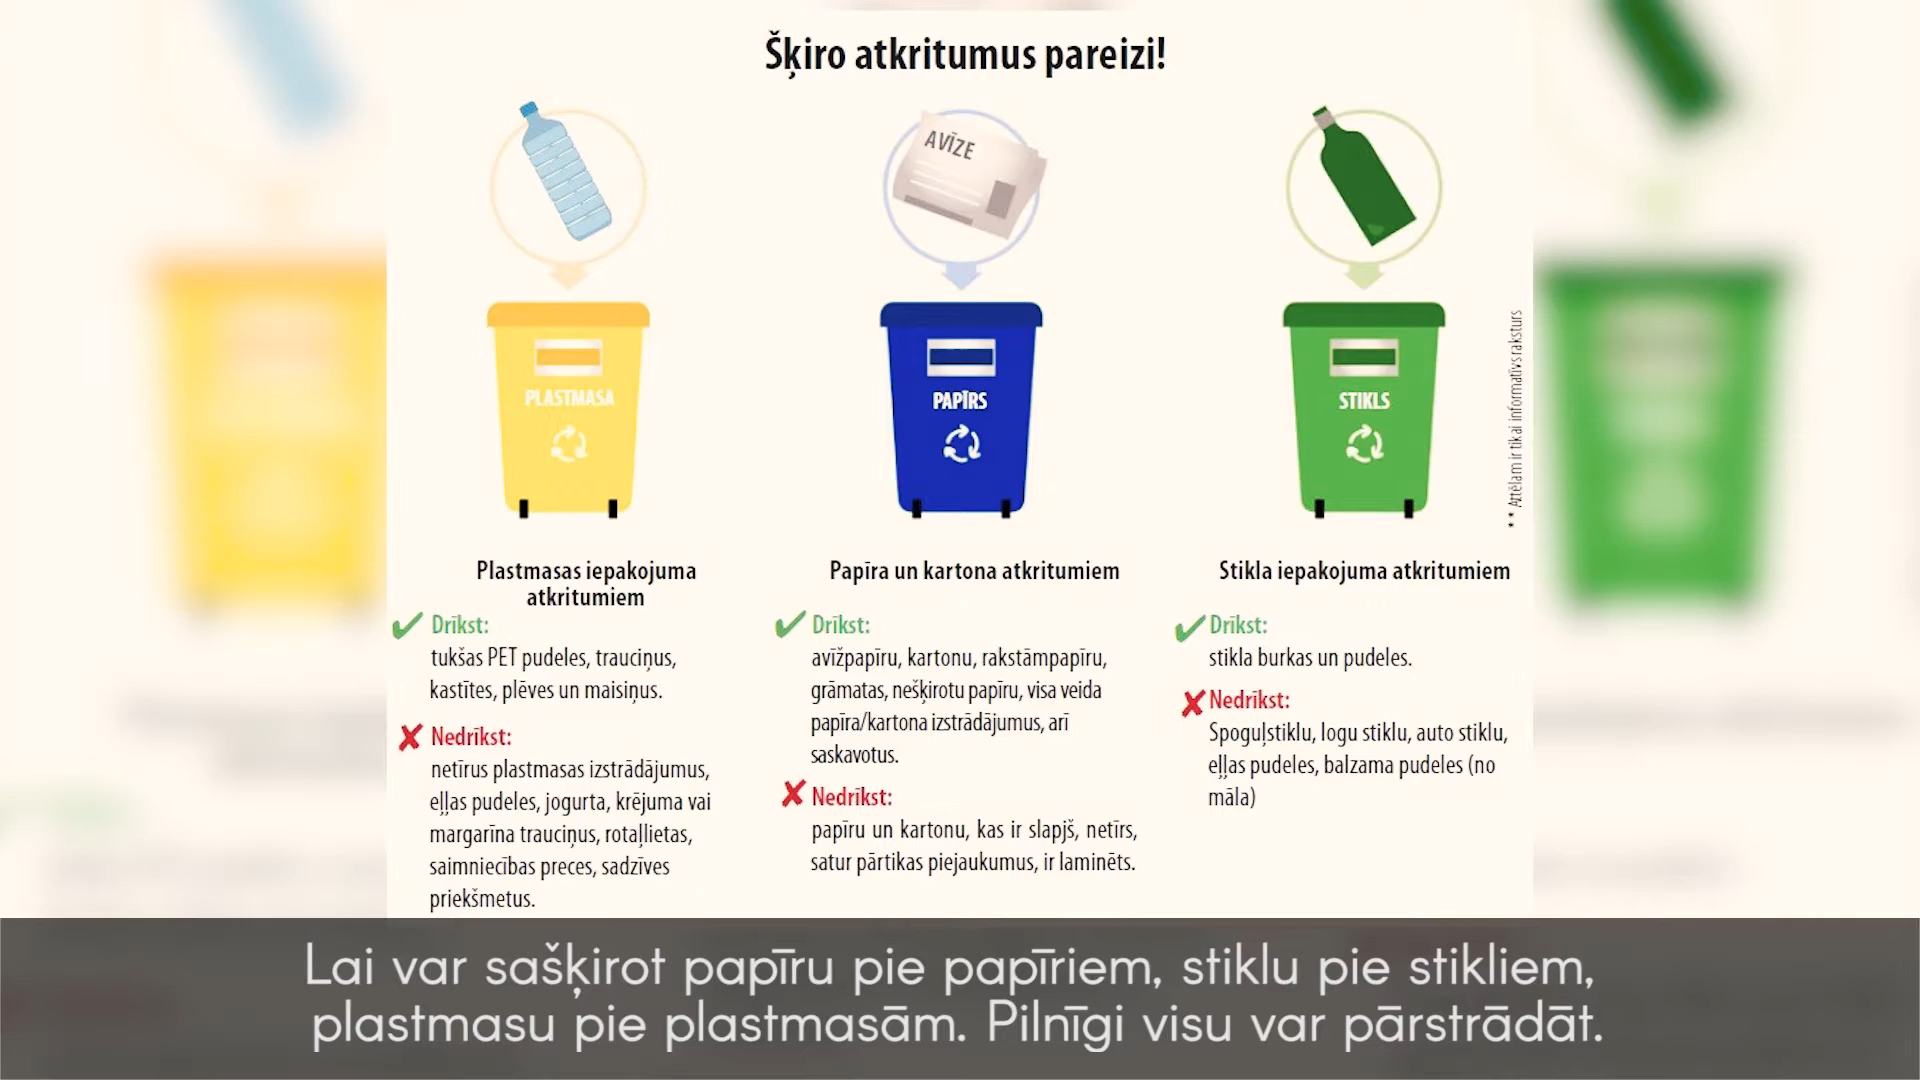 Šķiro atkritumus pareizi!
AVĪZE
PLASTMASA
PAPĪRS
STIKLS
** Attēlam ir tikai informatīvs raksturs
Plastmasas iepakojuma
atkritumiem
Drīkst:
tukšas PET pudeles, trauciņus,
kastītes, plēves un maisiņus.
Nedrīkst:
netīrus plastmasas izstrādājumus,
eļļas pudeles, jogurta, krējuma vai
margarīna trauciņus, rotaļlietas,
saimniecības preces, sadzīves
priekšmetus.
Papīra un kartona atkritumiem
Drīkst:
avīžpapīru, kartonu, rakstāmpapīru,
grāmatas, nešķirotu papīru, visa veida
papīra/kartona izstrādājumus, arī
saskavotus.
Nedrīkst:
papīru un kartonu, kas ir slapjš, netīrs,
satur pārtikas piejaukumus, ir laminēts.
Stikla iepakojuma atkritumiem
Drīkst:
stikla burkas un pudeles.
Nedrīkst:
Spoguļstiklu, logu stiklu, auto stiklu,
eļļas pudeles, balzama pudeles (no
māla)
Lai var sašķirot papīru pie papīriem, stiklu pie stikliem,
plastmasu pie plastmasām. Pilnīgi visu var pārstrādāt.